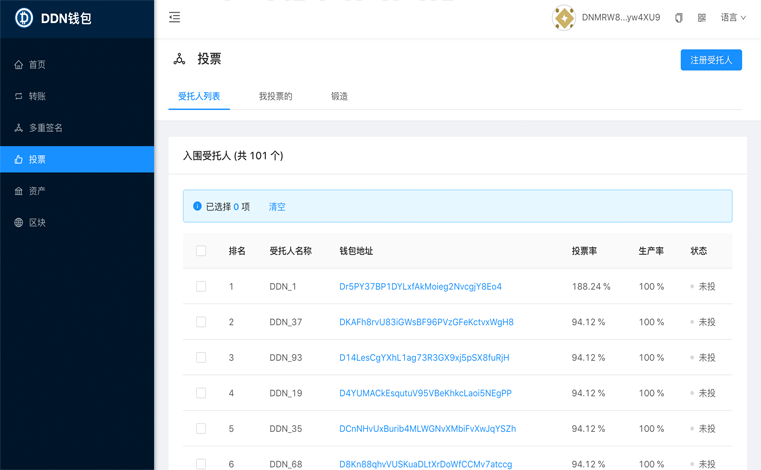 DDN钱包
DNMRW8...yw4XU9 语言
首页
转账
多重签名
投票
资产
区块
投票
注册受托人
受托人列表 我投票的 锻造
入围受托人 (共 101 个)
已选择 0 项 清空
排名 受托人名称 钱包地址 投票率 生产率 状态
1 DDN_1 Dr5PY37BP1DYLxfAkMoieg2NvcgjY8Eo4 188.24 % 100 % 未投
2 DDN_37 DKAFh8rvU83iGWsBF96PVzGFeKctvxWgH8 94.12 % 100 % 未投
3 DDN_93 D14LesCgYXhL1ag73R3GX9xj5pSX8fuRjH 94.12 % 100 % 未投
4 DDN_19 D4YUMACkEsqutuV95VBeKhkcLaoi5NEgPP 94.12 % 100 % 未投
5 DDN_35 DCnNHvUxBurib4MLWGNvXMbiFvXwJqYSZh 94.12 % 100 % 未投
6 DDN_68 D8Kn88qhvVUSKuaDLtXrDoWfCCMv7atccg 94.12 % 100 % 未投